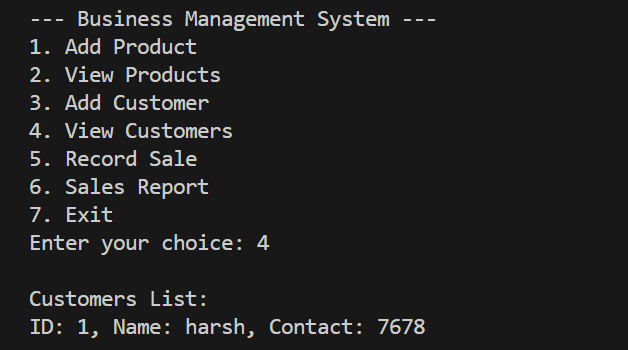 --- Business Management System ---
1. Add Product
2. View Products
3. Add Customer
4. View Customers
5. Record Sale
6. Sales Report
7. Exit
Enter your choice: 4
Customers List:
ID: 1, Name: harsh, Contact: 7678